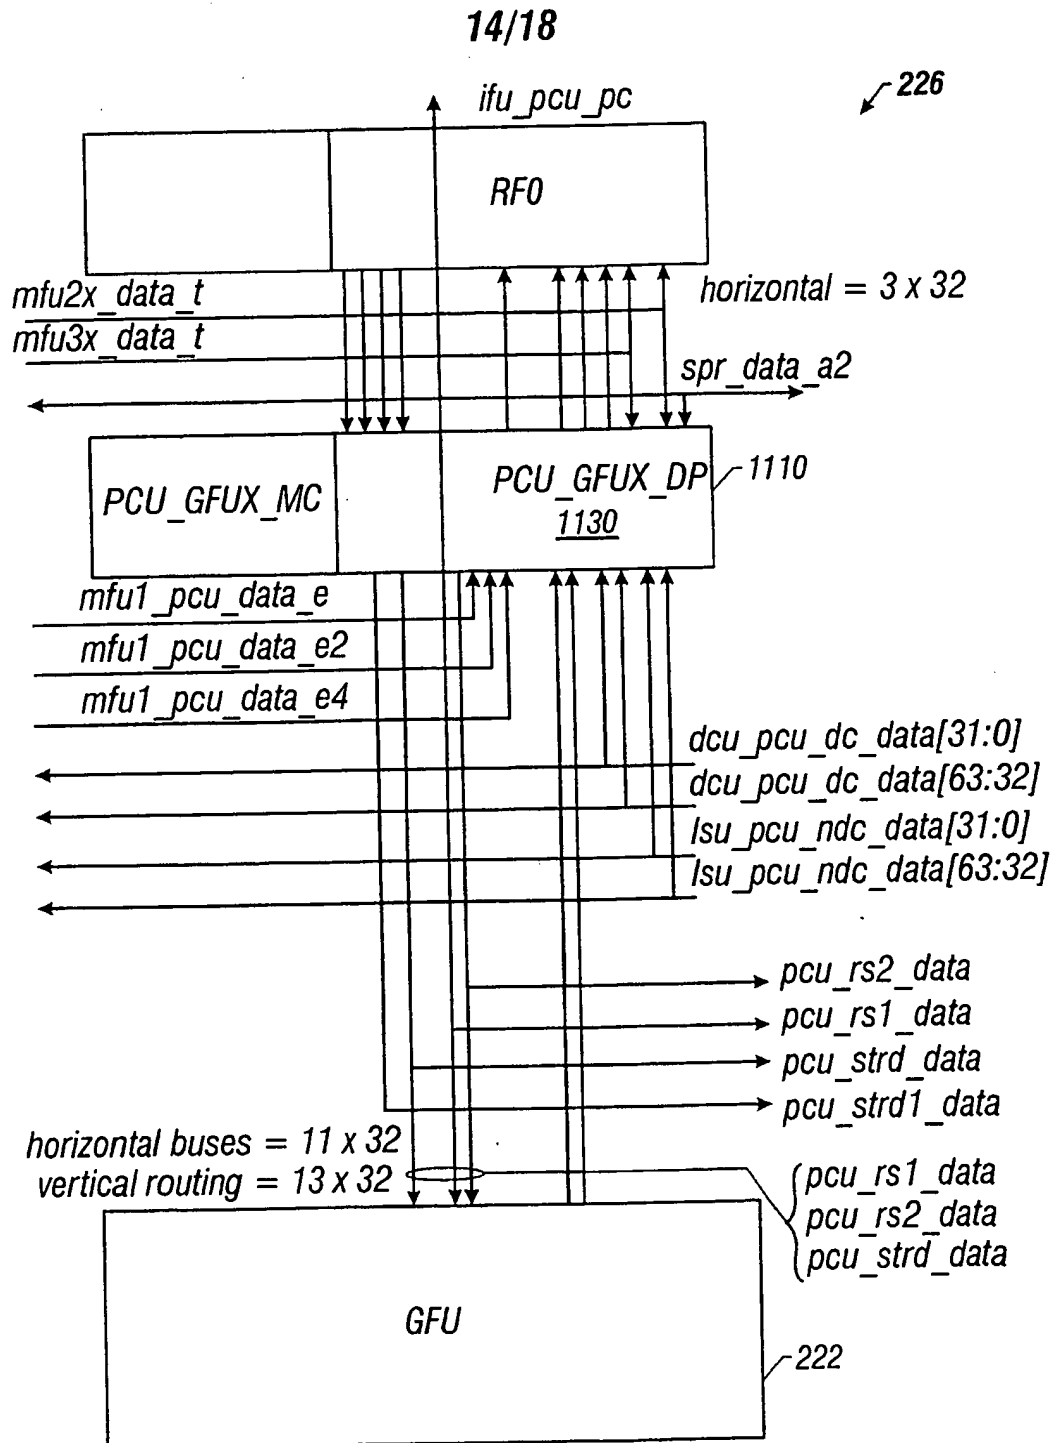 14/18
226
ifu_pcu_pc
RF0
mfu2x_data_t
horizontal = 3 x 32
mfu3x_data_t
spr_data_a2
PCU_GFUX_MC
PCU_GFUX_DP
1130
1110
mfu1_pcu_data_e
mfu1_pcu_data_e2
mfu1_pcu_data_e4
dcu_pcu_dc_data[31:0]
dcu_pcu_dc_data[63:32]
lsu_pcu_ndc_data[31:0]
lsu_pcu_ndc_data[63:32]
pcu_rs2_data
pcu_rs1_data
pcu_strd_data
pcu_strd1_data
horizontal buses = 11 x 32
vertical routing = 13 x 32
pcu_rs1_data
pcu_rs2_data
pcu_strd_data
GFU
222